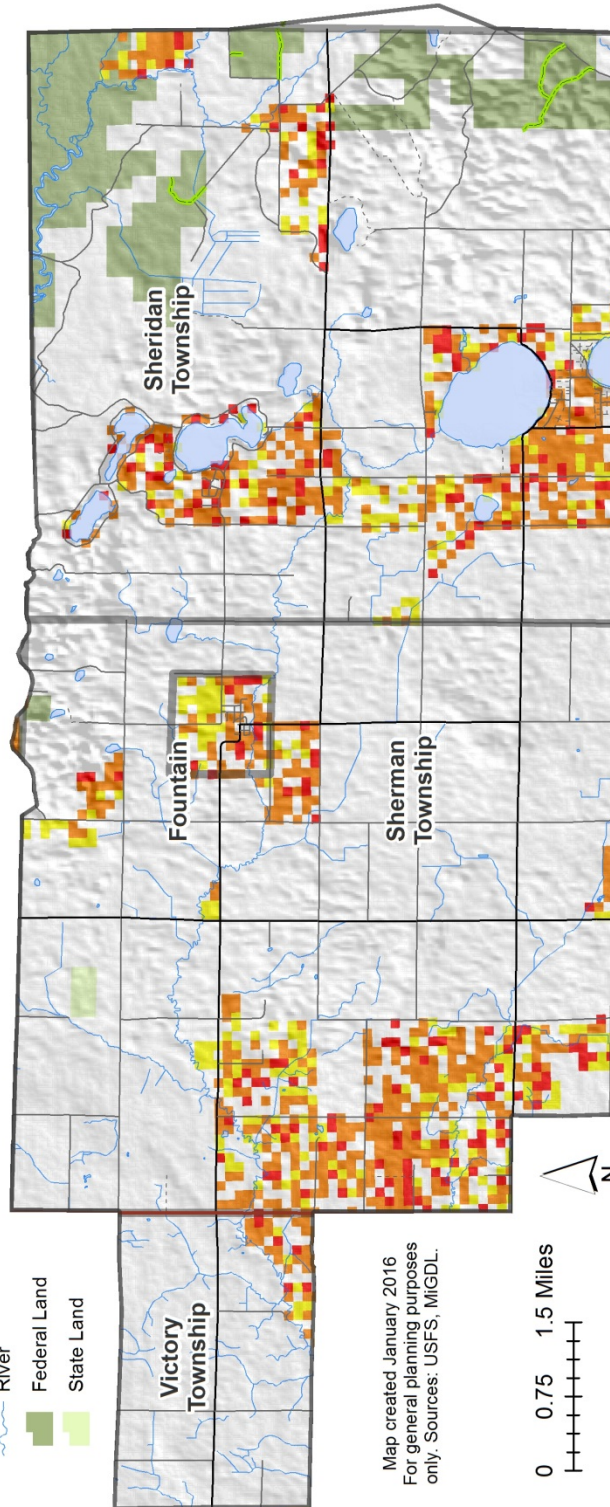 River
Federal Land
State Land
Sheridan
Township
Fountain
Sherman
Township
Victory
Township
Map created January 2016
For general planning purposes
only. Sources: USFS, MiGDL.
0 0.75 1.5 Miles
N